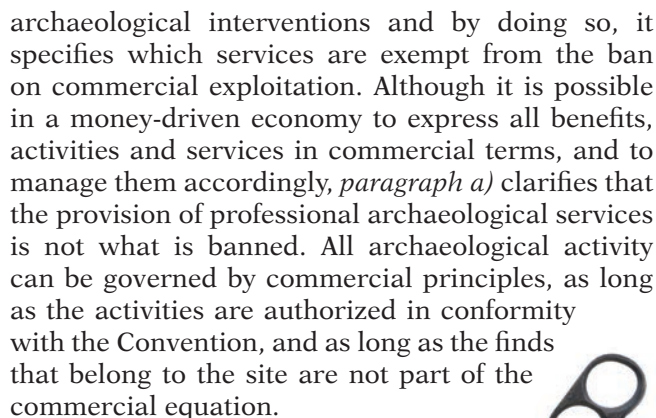 archaeological interventions and by doing so, it
specifies which services are exempt from the ban
on commercial exploitation. Although it is possible
in a money-driven economy to express all benefits,
activities and services in commercial terms, and to
manage them accordingly, paragraph a) clarifies that
the provision of professional archaeological services
is not what is banned. All archaeological activity
can be governed by commercial principles, as long
as the activities are authorized in conformity
with the Convention, and as long as the finds
that belong to the site are not part of the
commercial equation.